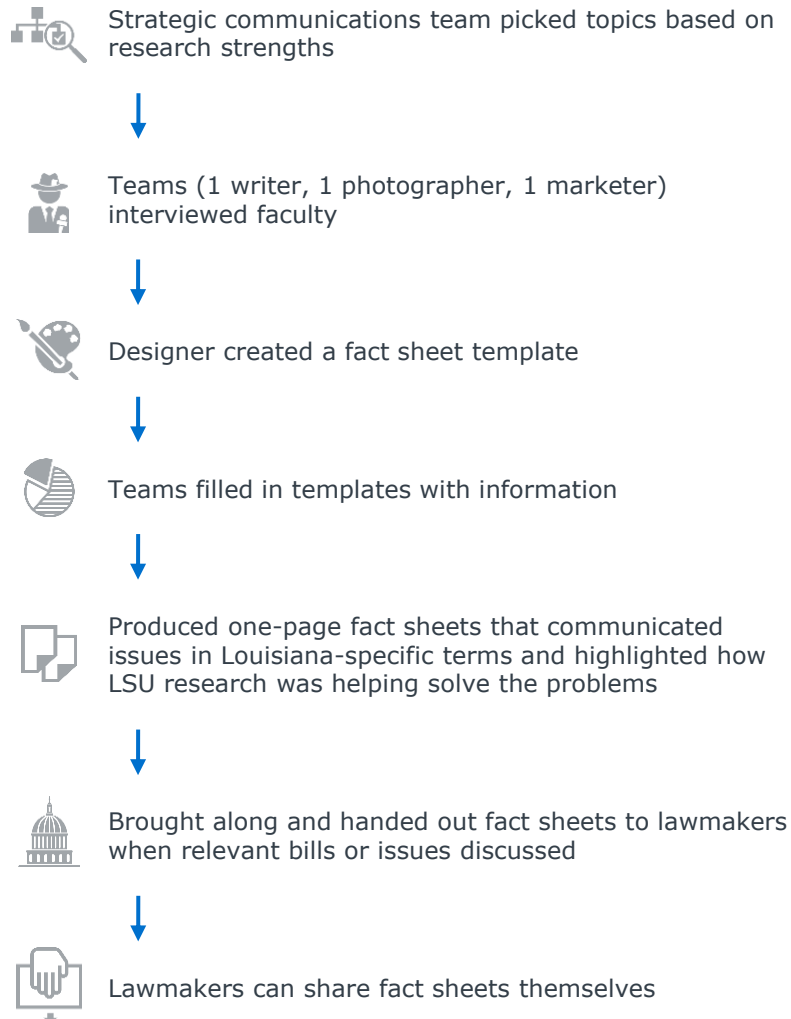 Strategic communications team picked topics based on
research strengths
Teams (1 writer, 1 photographer, 1 marketer)
interviewed faculty
Designer created a fact sheet template
Teams filled in templates with information
Produced one-page fact sheets that communicated
issues in Louisiana-specific terms and highlighted how
LSU research was helping solve the problems
Brought along and handed out fact sheets to lawmakers
when relevant bills or issues discussed
Lawmakers can share fact sheets themselves